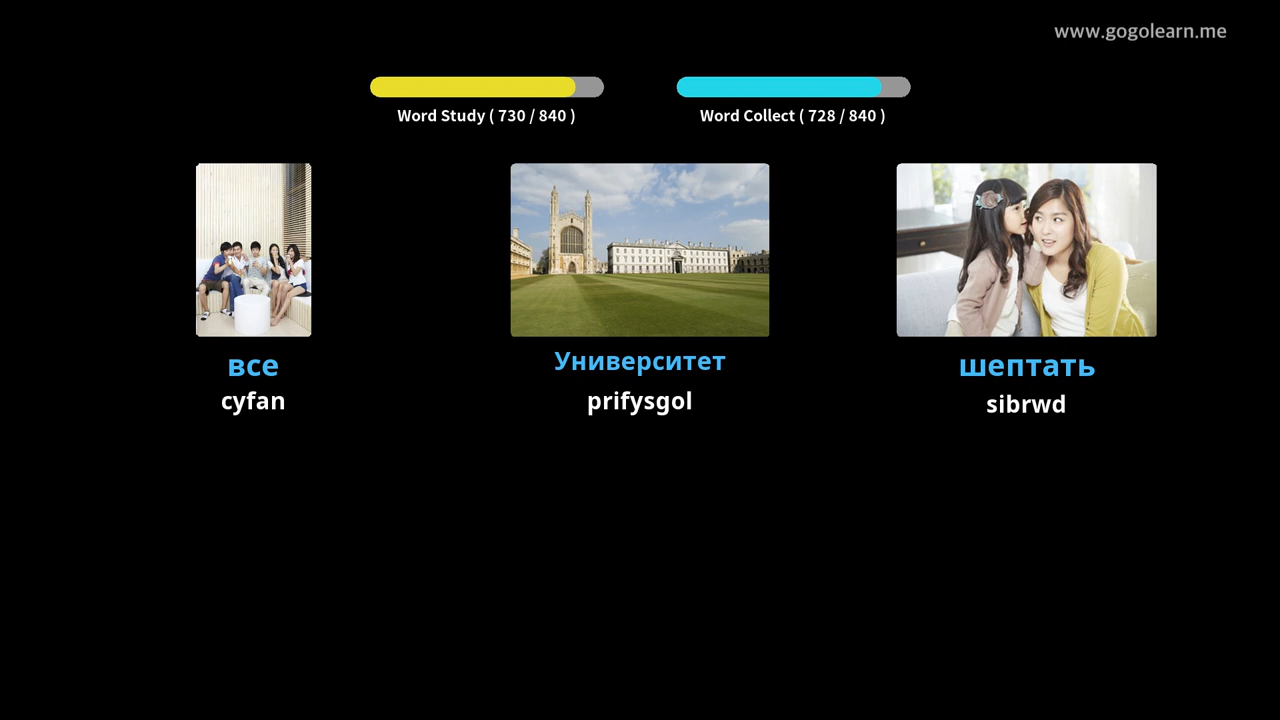 www.gogolearn.me
Word Study ( 730 / 840 )
Word Collect ( 728 / 840 )
все
cyfan
Университет
prifysgol
шептать
sibrwd